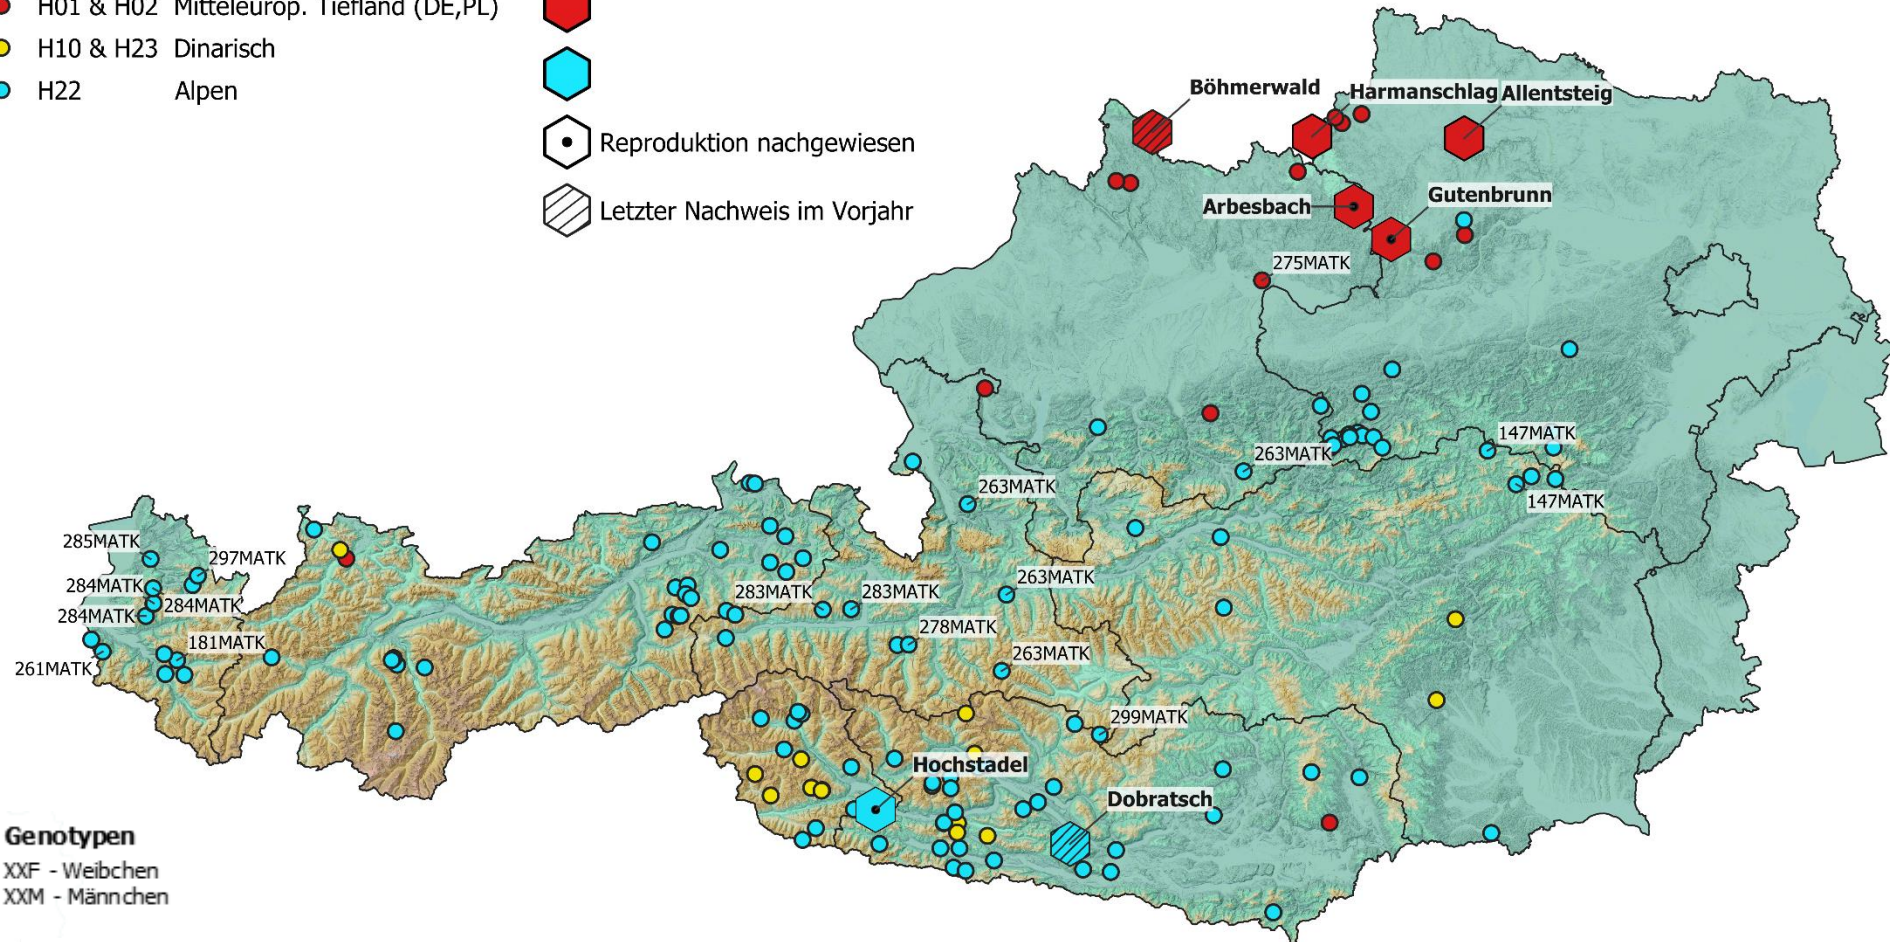 H01 & H02 Mitteleurop. Tiefland (DE,PL)
H10 & H23 Dinarisch
H22 Alpen
Reproduktion nachgewiesen
Letzter Nachweis im Vorjahr
Böhmerwald
Harmanschlag
Allentsteig
Arbesbach
Gutenbrunn
275MATK
147MATK
263MATK
263MATK
147MATK
285MATK
297MATK
284MATK
284MATK
284MATK
181MATK
261MATK
283MATK
283MATK
263MATK
278MATK
263MATK
299MATK
Hochstadel
Dobratsch
Genotypen
XXF - Weibchen
XXM - Männchen